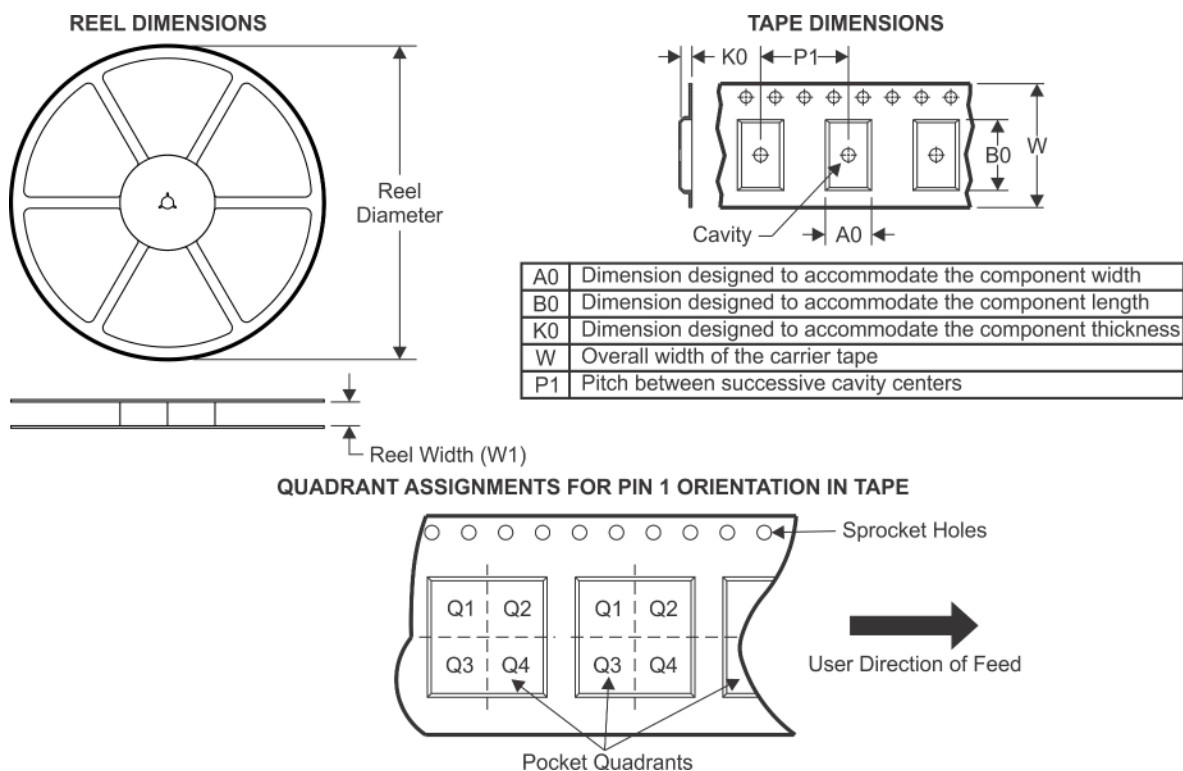 REEL DIMENSIONS
Reel
Diameter
Reel Width (W1)
TAPE DIMENSIONS
K0
P1
B0
W
Cavity
A0
A0 Dimension designed to accommodate the component width
B0 Dimension designed to accommodate the component length
K0 Dimension designed to accommodate the component thickness
W Overall width of the carrier tape
P1 Pitch between successive cavity centers
QUADRANT ASSIGNMENTS FOR PIN 1 ORIENTATION IN TAPE
Sprocket Holes
Q1 Q2 Q1 Q2
Q3 Q4 Q3 Q4
User Direction of Feed
Pocket Quadrants